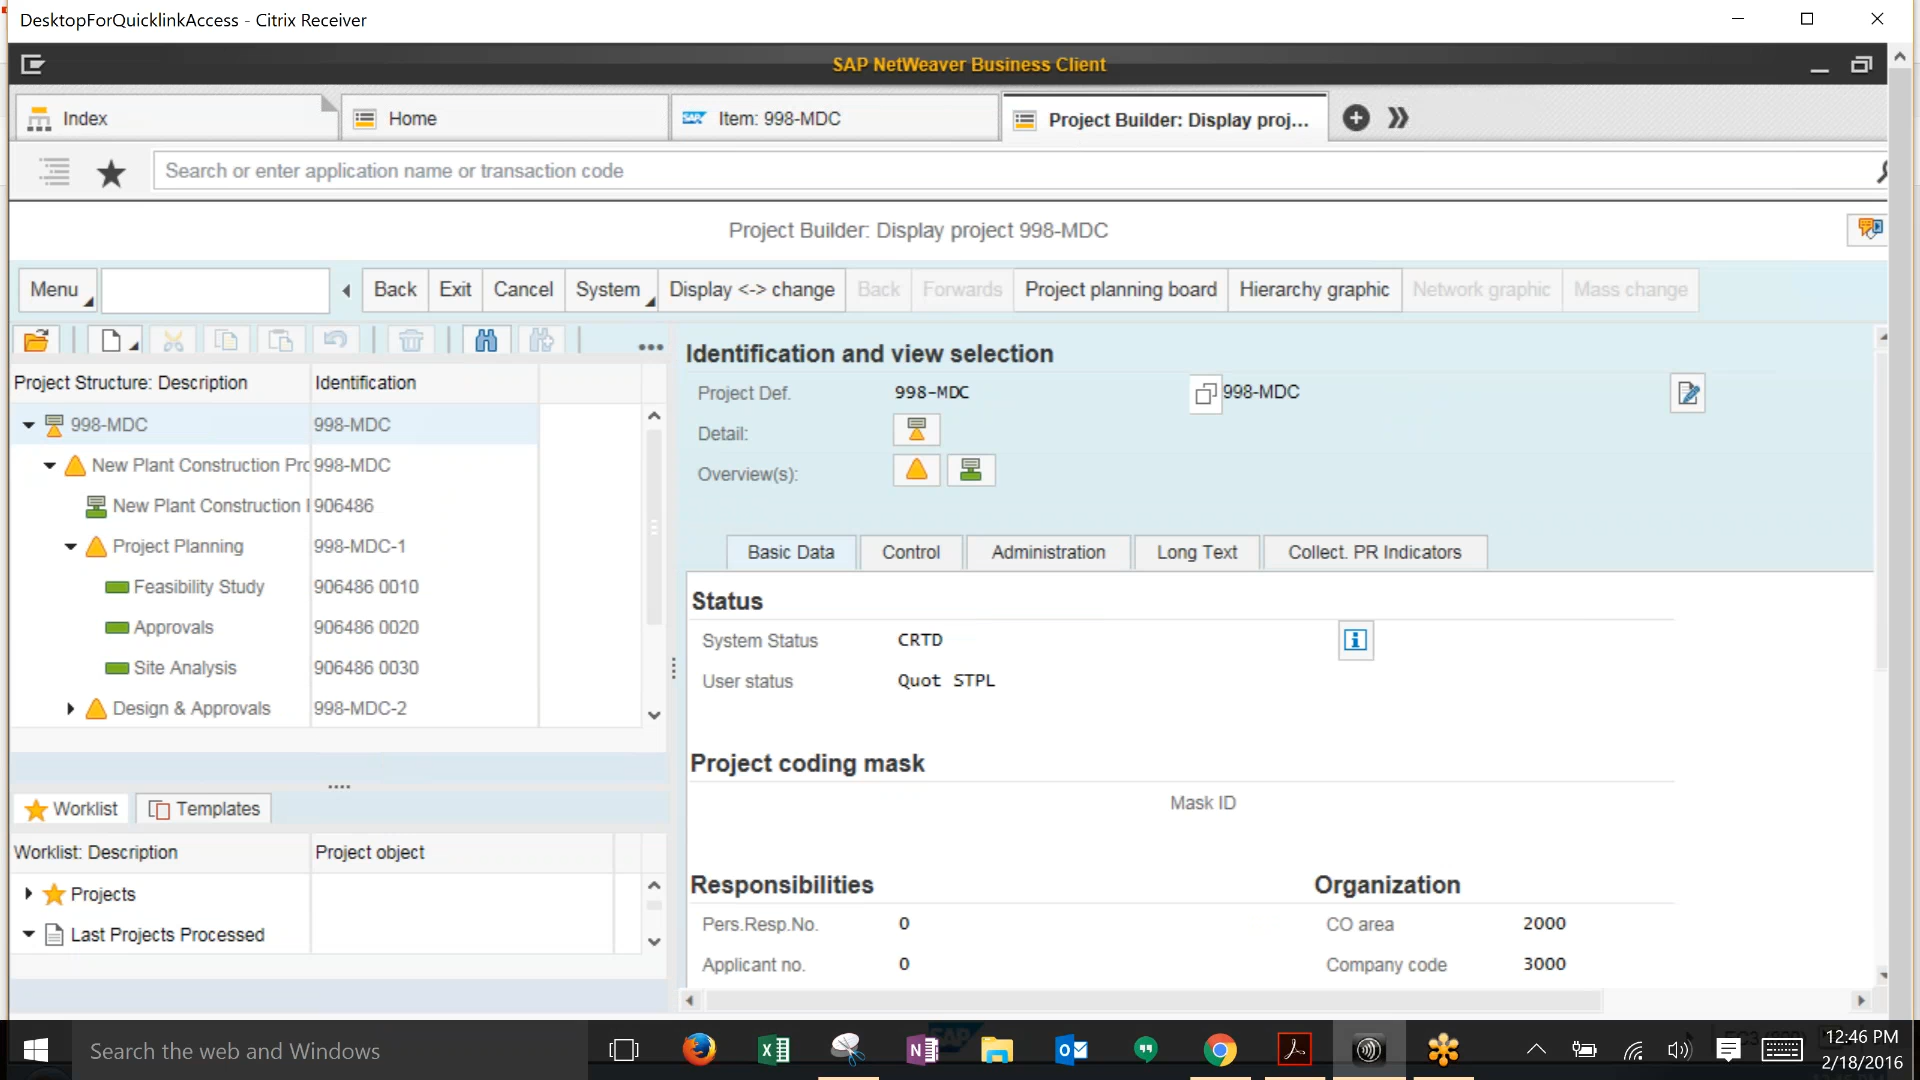 DesktopForQuicklinkAccess - Citrix Receiver
SAP NetWeaver Business Client
Index
Home
SAP Item: 998-MDC
Project Builder: Display proj...
Search or enter application name or transaction code
Project Builder: Display project 998-MDC
Menu Back Exit Cancel System Display <-> change Back Forwards Project planning board Hierarchy graphic Network graphic Mass change
Project Structure: Description Identification
998-MDC 998-MDC
New Plant Construction Prc 998-MDC
New Plant Construction 906486
Project Planning 998-MDC-1
Feasibility Study 906486 0010
Approvals 906486 0020
Site Analysis 906486 0030
Design & Approvals 998-MDC-2
Worklist Templates
Worklist: Description Project object
Projects
Last Projects Processed
Identification and view selection
Project Def. 998-MDC 998-MDC
Detail:
Overview(s):
Basic Data Control Administration Long Text Collect. PR Indicators
Status
System Status CRTD
User status Quot STPL
Project coding mask
Mask ID
Responsibilities Organization
Pers.Resp.No. 0 CO area 2000
Applicant no. 0 Company code 3000
Search the web and Windows
12:46 PM
2/18/2016